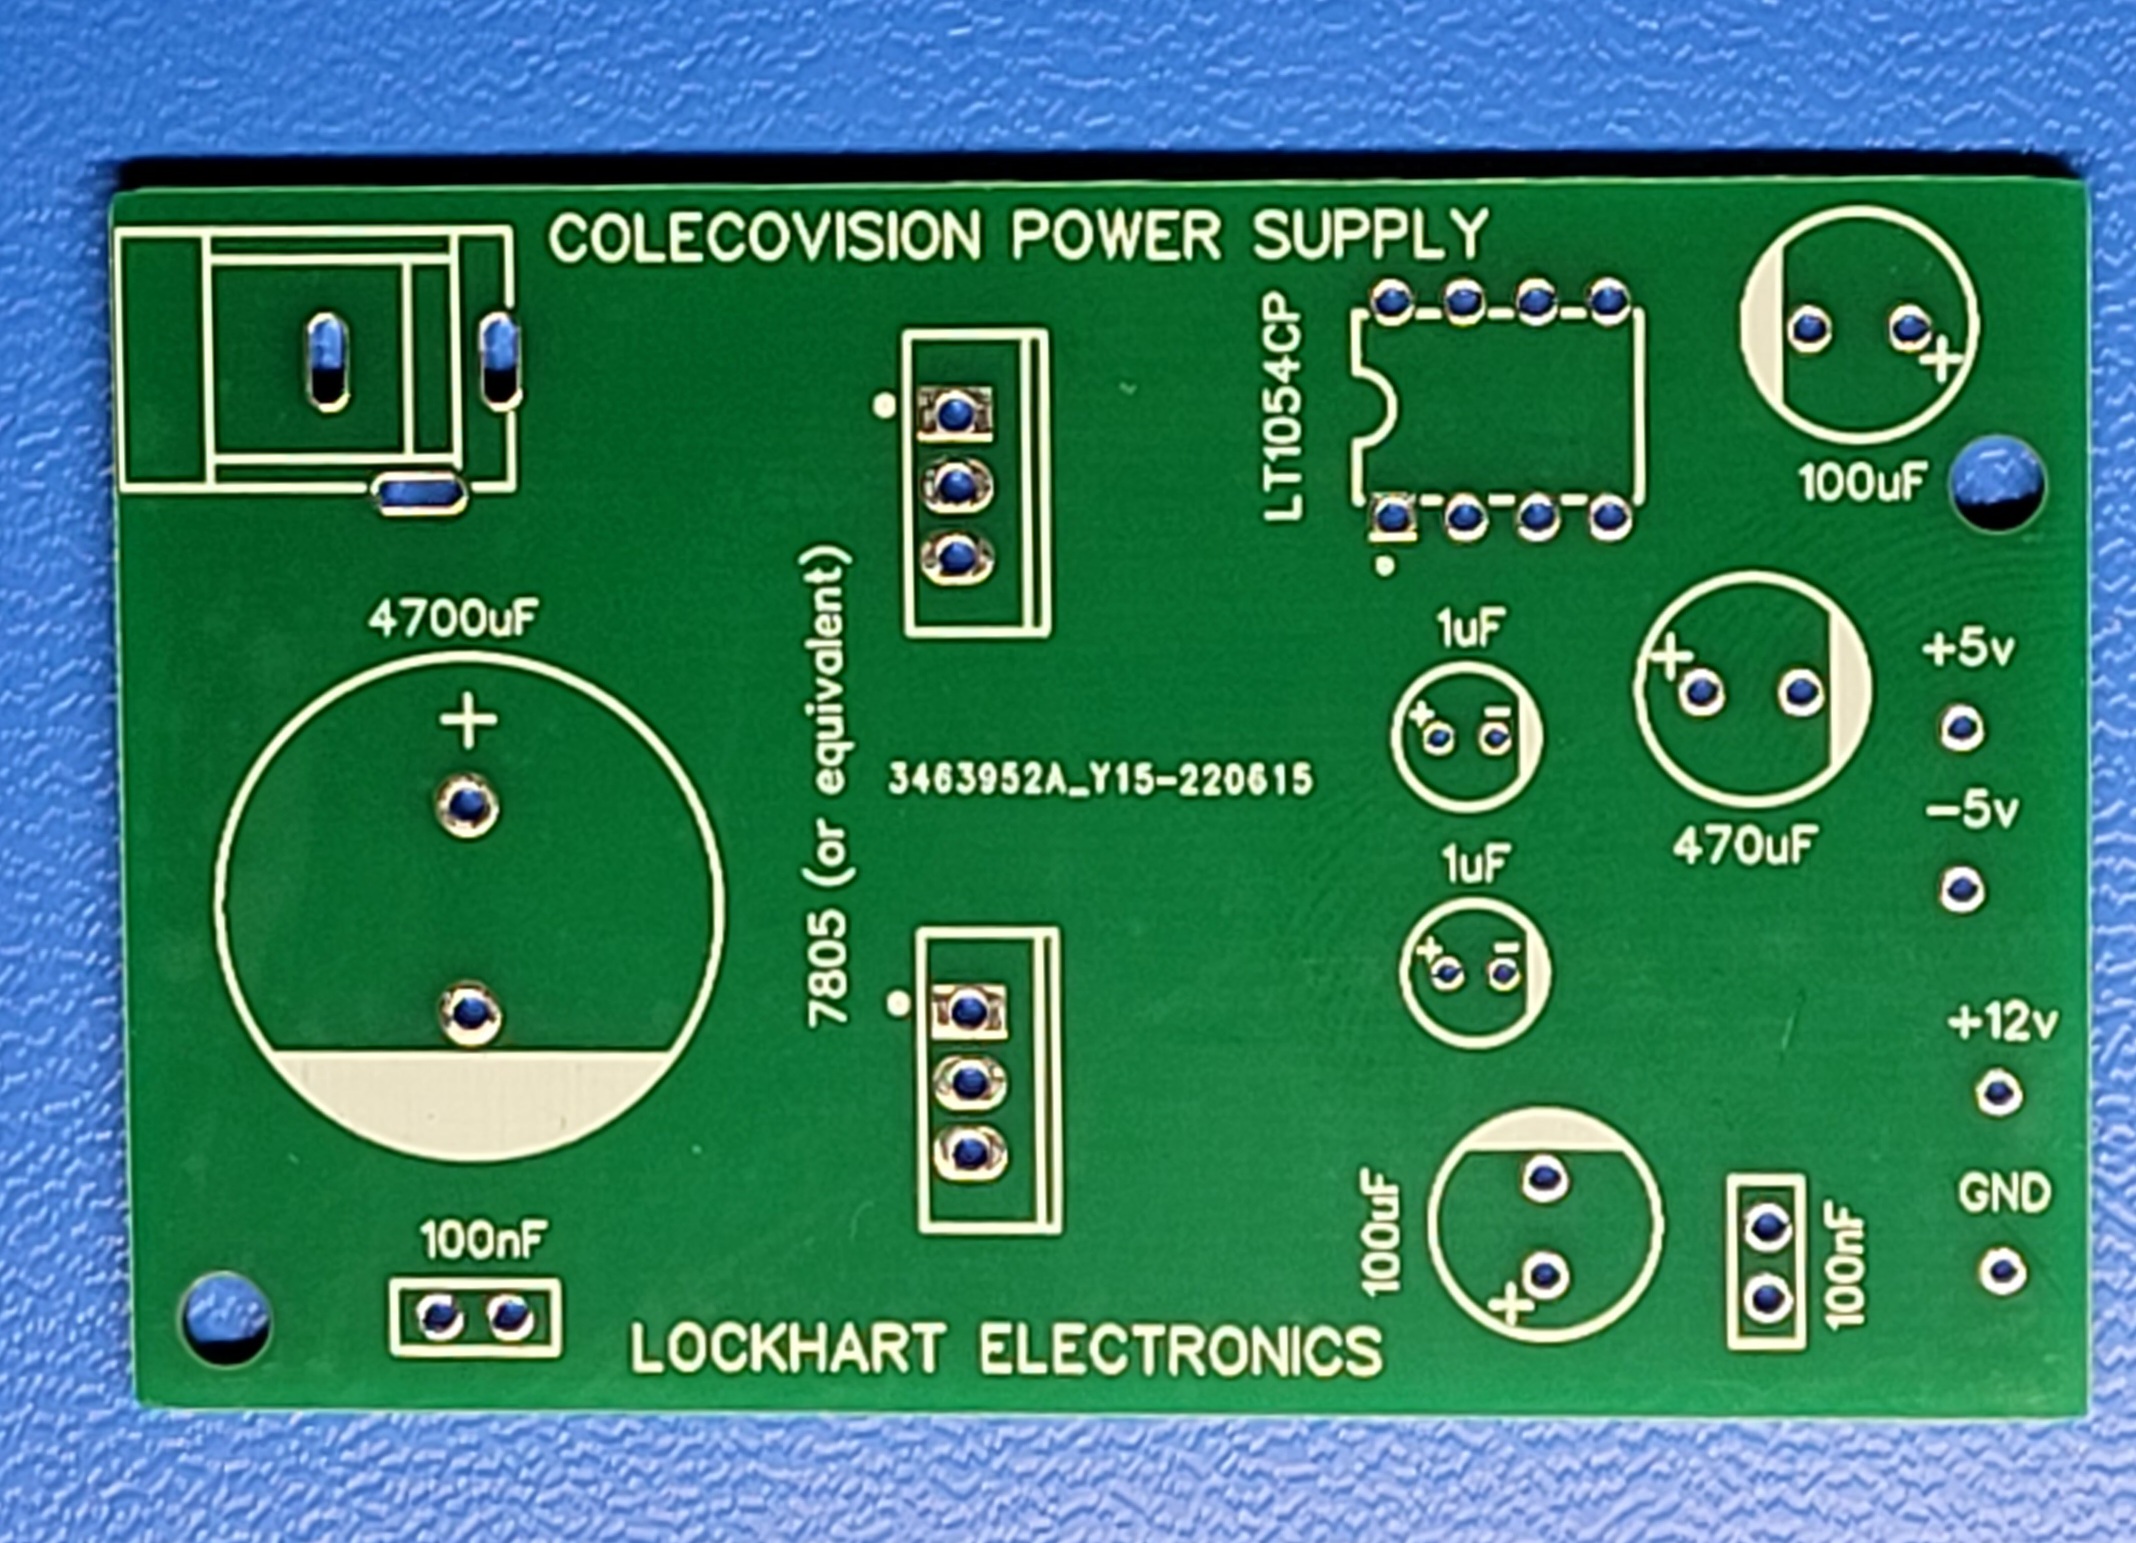 COLECOVISION POWER SUPPLY
LT1054CP
+
100uF
4700uF
+
7805 (or equivalent)
3463952A_Y15-220615
1uF
+ -
1uF
+ -
+
470uF
+5v
-5v
+12v
GND
100uF
+
100nF
100nF
LOCKHART ELECTRONICS